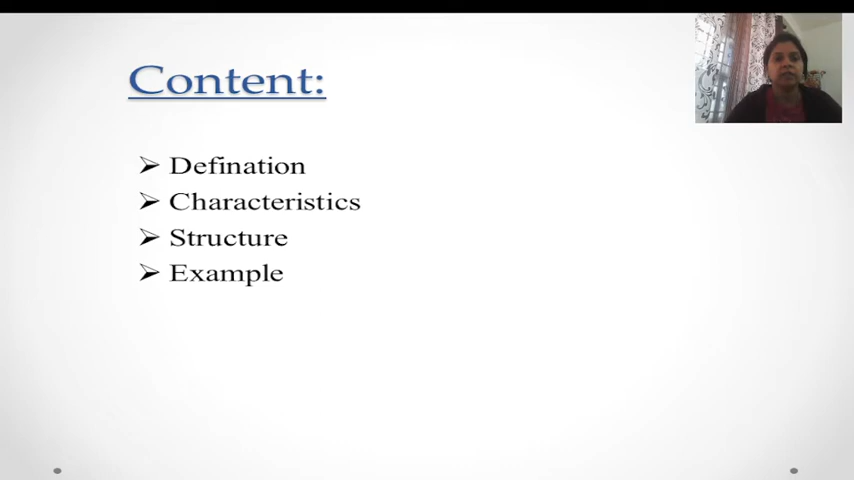 Content:
Defination
Characteristics
Structure
Example